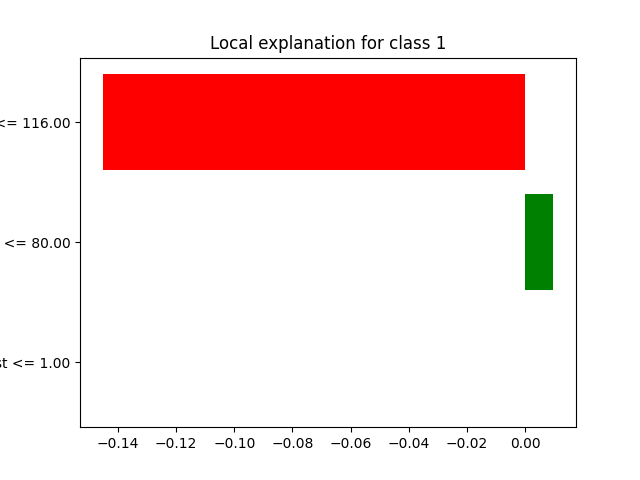 Local explanation for class 1
<= 116.00
<= 80.00
st <= 1.00
−0.14 −0.12 −0.10 −0.08 −0.06 −0.04 −0.02 0.00